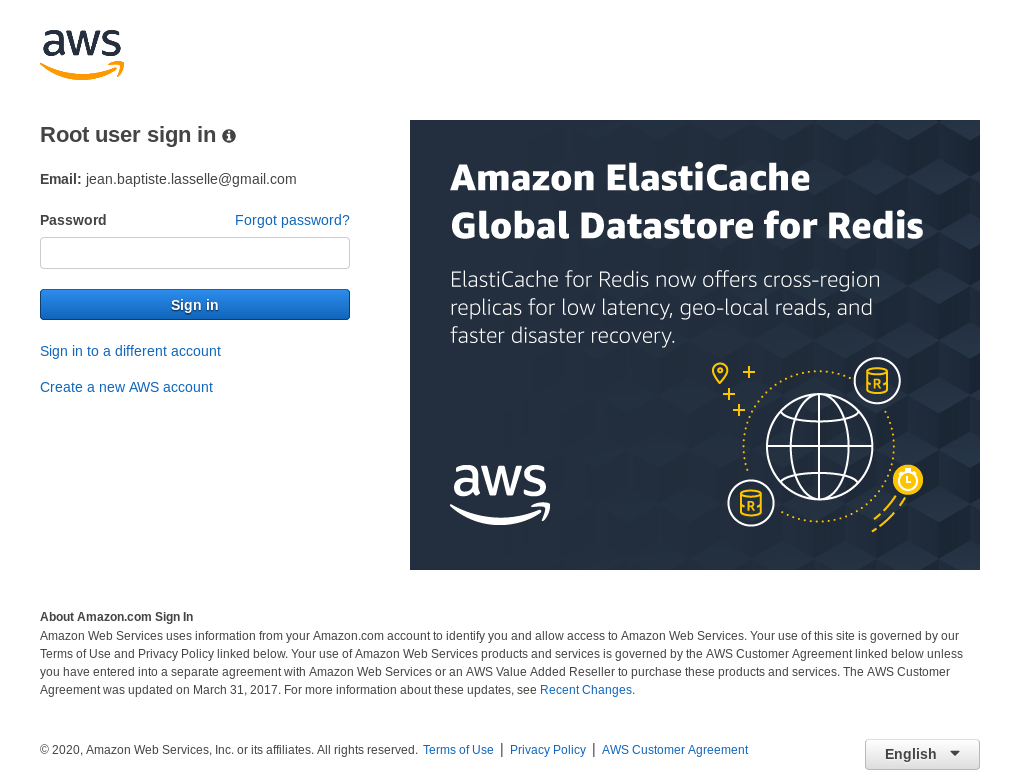 aws
Root user sign in
Email: jean.baptiste.lasselle@gmail.com
Password Forgot password?
Sign in
Sign in to a different account
Create a new AWS account
Amazon ElastiCache
Global Datastore for Redis
ElastiCache for Redis now offers cross-region
replicas for low latency, geo-local reads, and
faster disaster recovery.
R
R
aws
About Amazon.com Sign In
Amazon Web Services uses information from your Amazon.com account to identify you and allow access to Amazon Web Services. Your use of this site is governed by our
Terms of Use and Privacy Policy linked below. Your use of Amazon Web Services products and services is governed by the AWS Customer Agreement linked below unless
you have entered into a separate agreement with Amazon Web Services or an AWS Value Added Reseller to purchase these products and services. The AWS Customer
Agreement was updated on March 31, 2017. For more information about these updates, see Recent Changes.
© 2020, Amazon Web Services, Inc. or its affiliates. All rights reserved. Terms of Use | Privacy Policy | AWS Customer Agreement
English